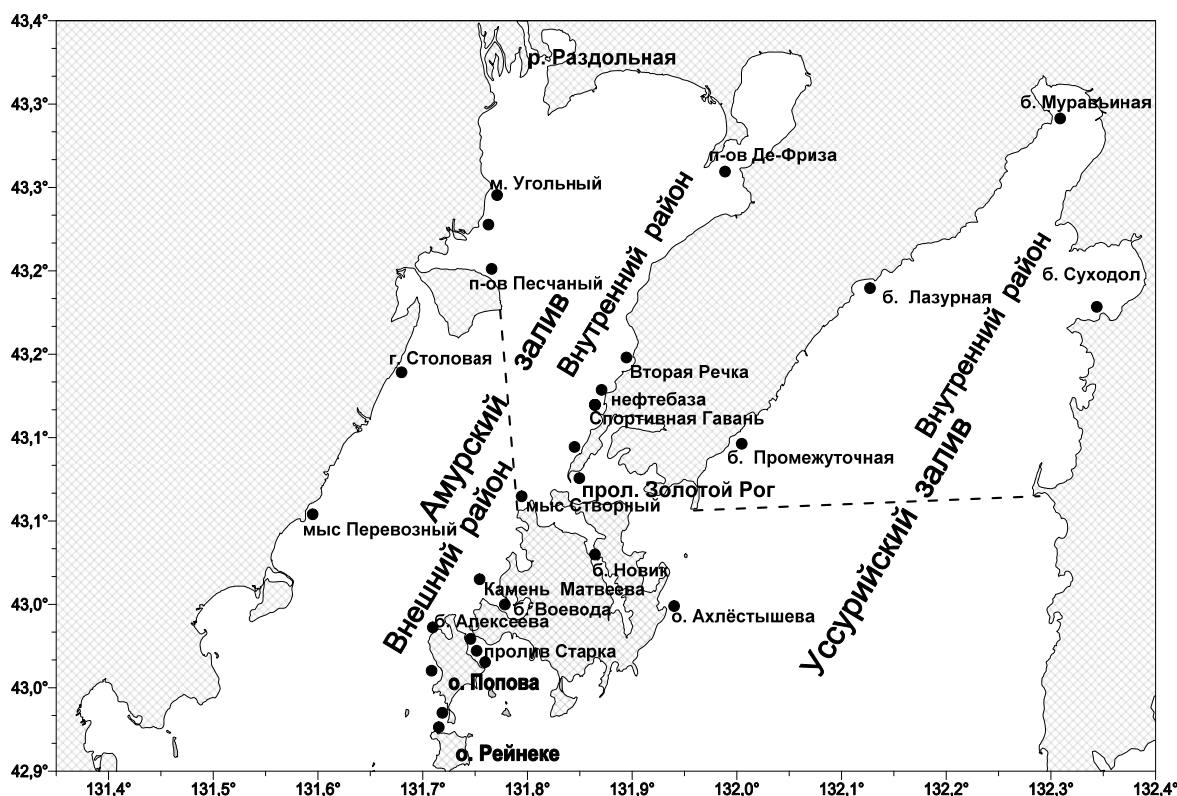 43,4°
р. Раздольная
43,3°
б. Муравьиная
п-ов Де-Фриза
43,3°
м. Угольный
43,2°
п-ов Песчаный
б. Лазурная
б. Суходол
43,2°
г. Столовая
Вторая Речка
нефтебаза
Спортивная Гавань
43,1°
б. Промежуточная
прол. Золотой Рог
мыс Створный
43,1°
мыс Перевозный
б. Новик
Камень Матвеева
43,0°
б. Воевода
о. Ахлёстышева
б. Алексеева
пролив Старка
43,0°
о. Попова
о. Рейнеке
42,9°
Амурский залив
Внутренний район
Внешний район
Уссурийский залив
Внутренний район
131,4° 131,5° 131,6° 131,7° 131,8° 131,9° 132,0° 132,1° 132,2° 132,3° 132,4°